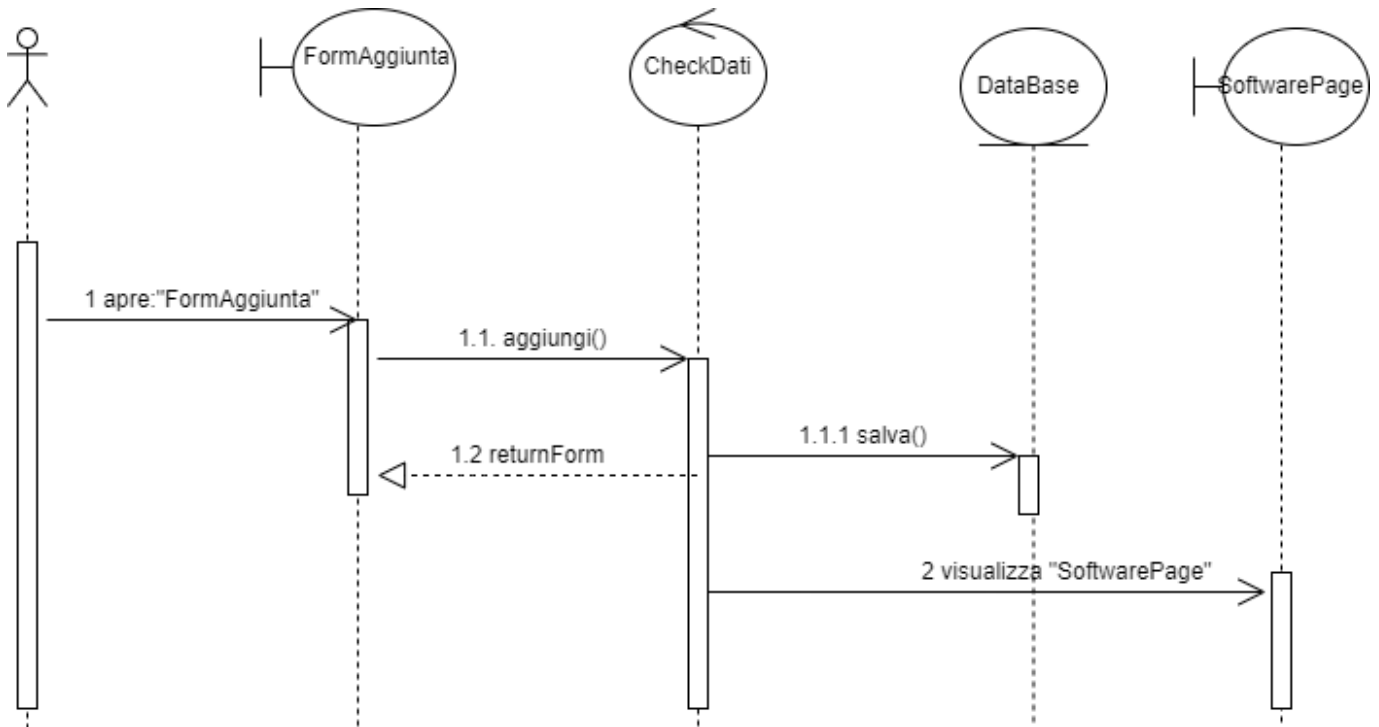 FormAggiunta
CheckDati
DataBase
SoftwarePage
1 apre:"FormAggiunta"
1.1. aggiungi()
1.1.1 salva()
1.2 returnForm
2 visualizza "SoftwarePage"